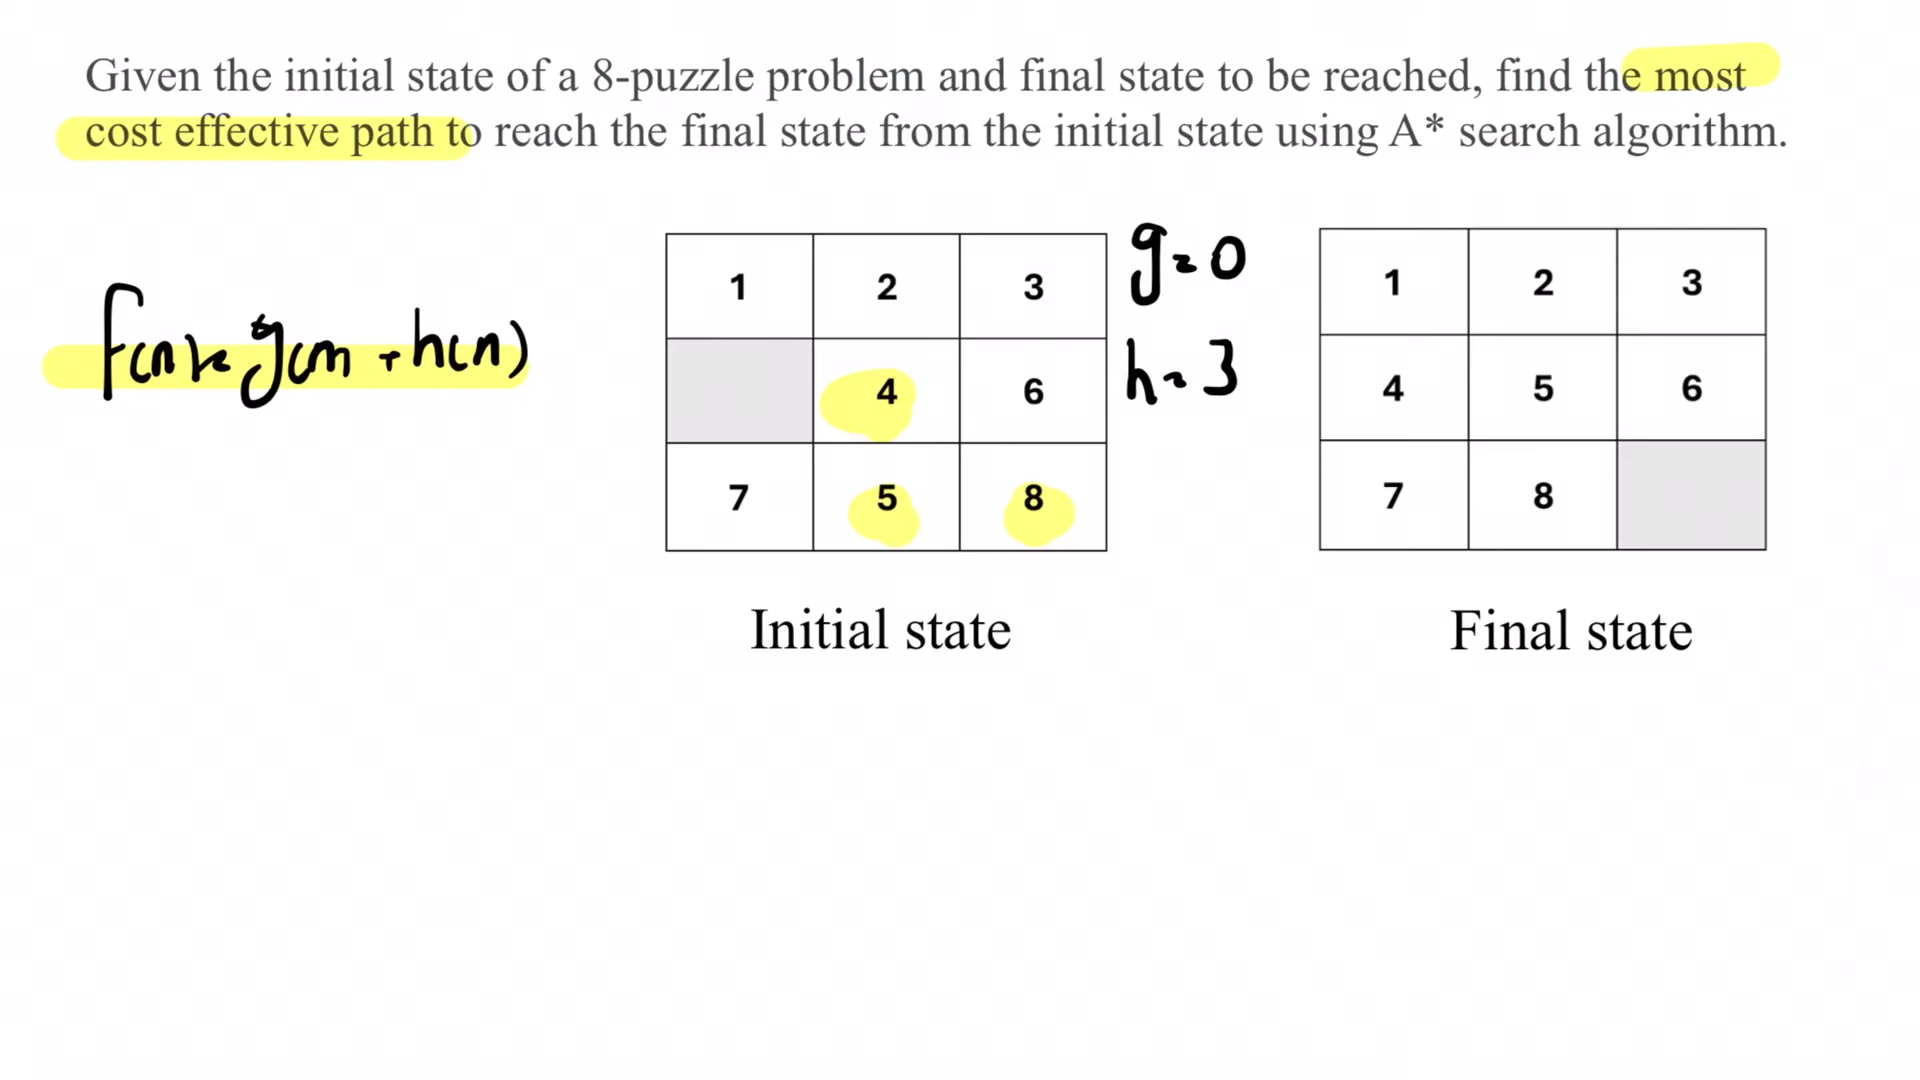 Given the initial state of a 8-puzzle problem and final state to be reached, find the most
cost effective path to reach the final state from the initial state using A* search algorithm.
f(n) = g(n) + h(n)
1 2 3
4 6
7 5 8
g=0
h=3
1 2 3
4 5 6
7 8
Initial state
Final state